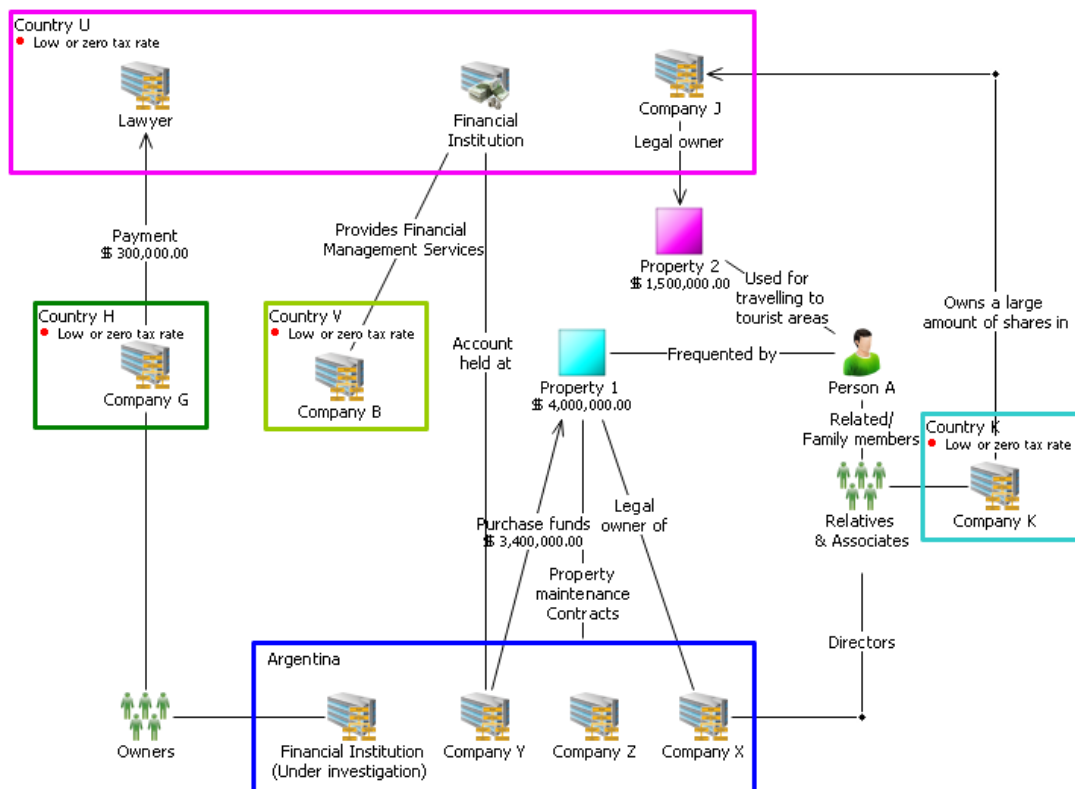 Country U
Low or zero tax rate
Lawyer
Financial
Institution
Company J
Legal owner
Payment
$ 300,000.00
Provides Financial
Management Services
Property 2
$ 1,500,000.00
Used for
travelling to
tourist areas
Owns a large
amount of shares in
Country H
Low or zero tax rate
Company G
Country V
Low or zero tax rate
Company B
Account
held at
Property 1
$ 4,000,000.00
Frequented by
Person A
Related/
Family members
Country K
Low or zero tax rate
Company K
Relatives
& Associates
Purchase funds
$ 3,400,000.00
Legal
owner of
Property
maintenance
Contracts
Directors
Argentina
Owners
Financial Institution
(Under investigation)
Company Y
Company Z
Company X